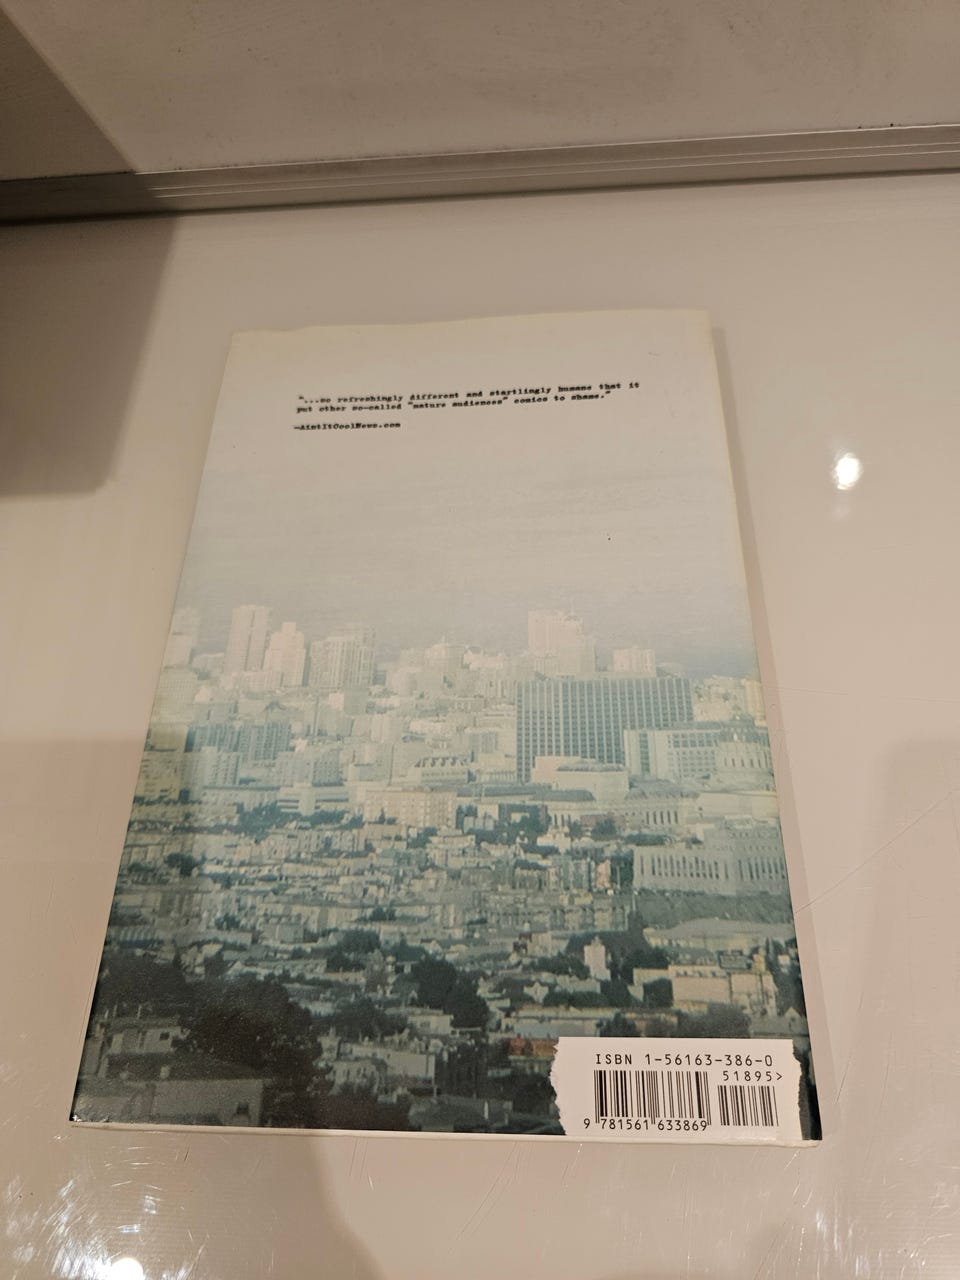 "...so refreshingly different and startlingly humane that it
put other so-called "mature audiences" comics to shame."
—AintItCoolNews.com
ISBN 1-56163-386-0
51895>
9 781561 633869